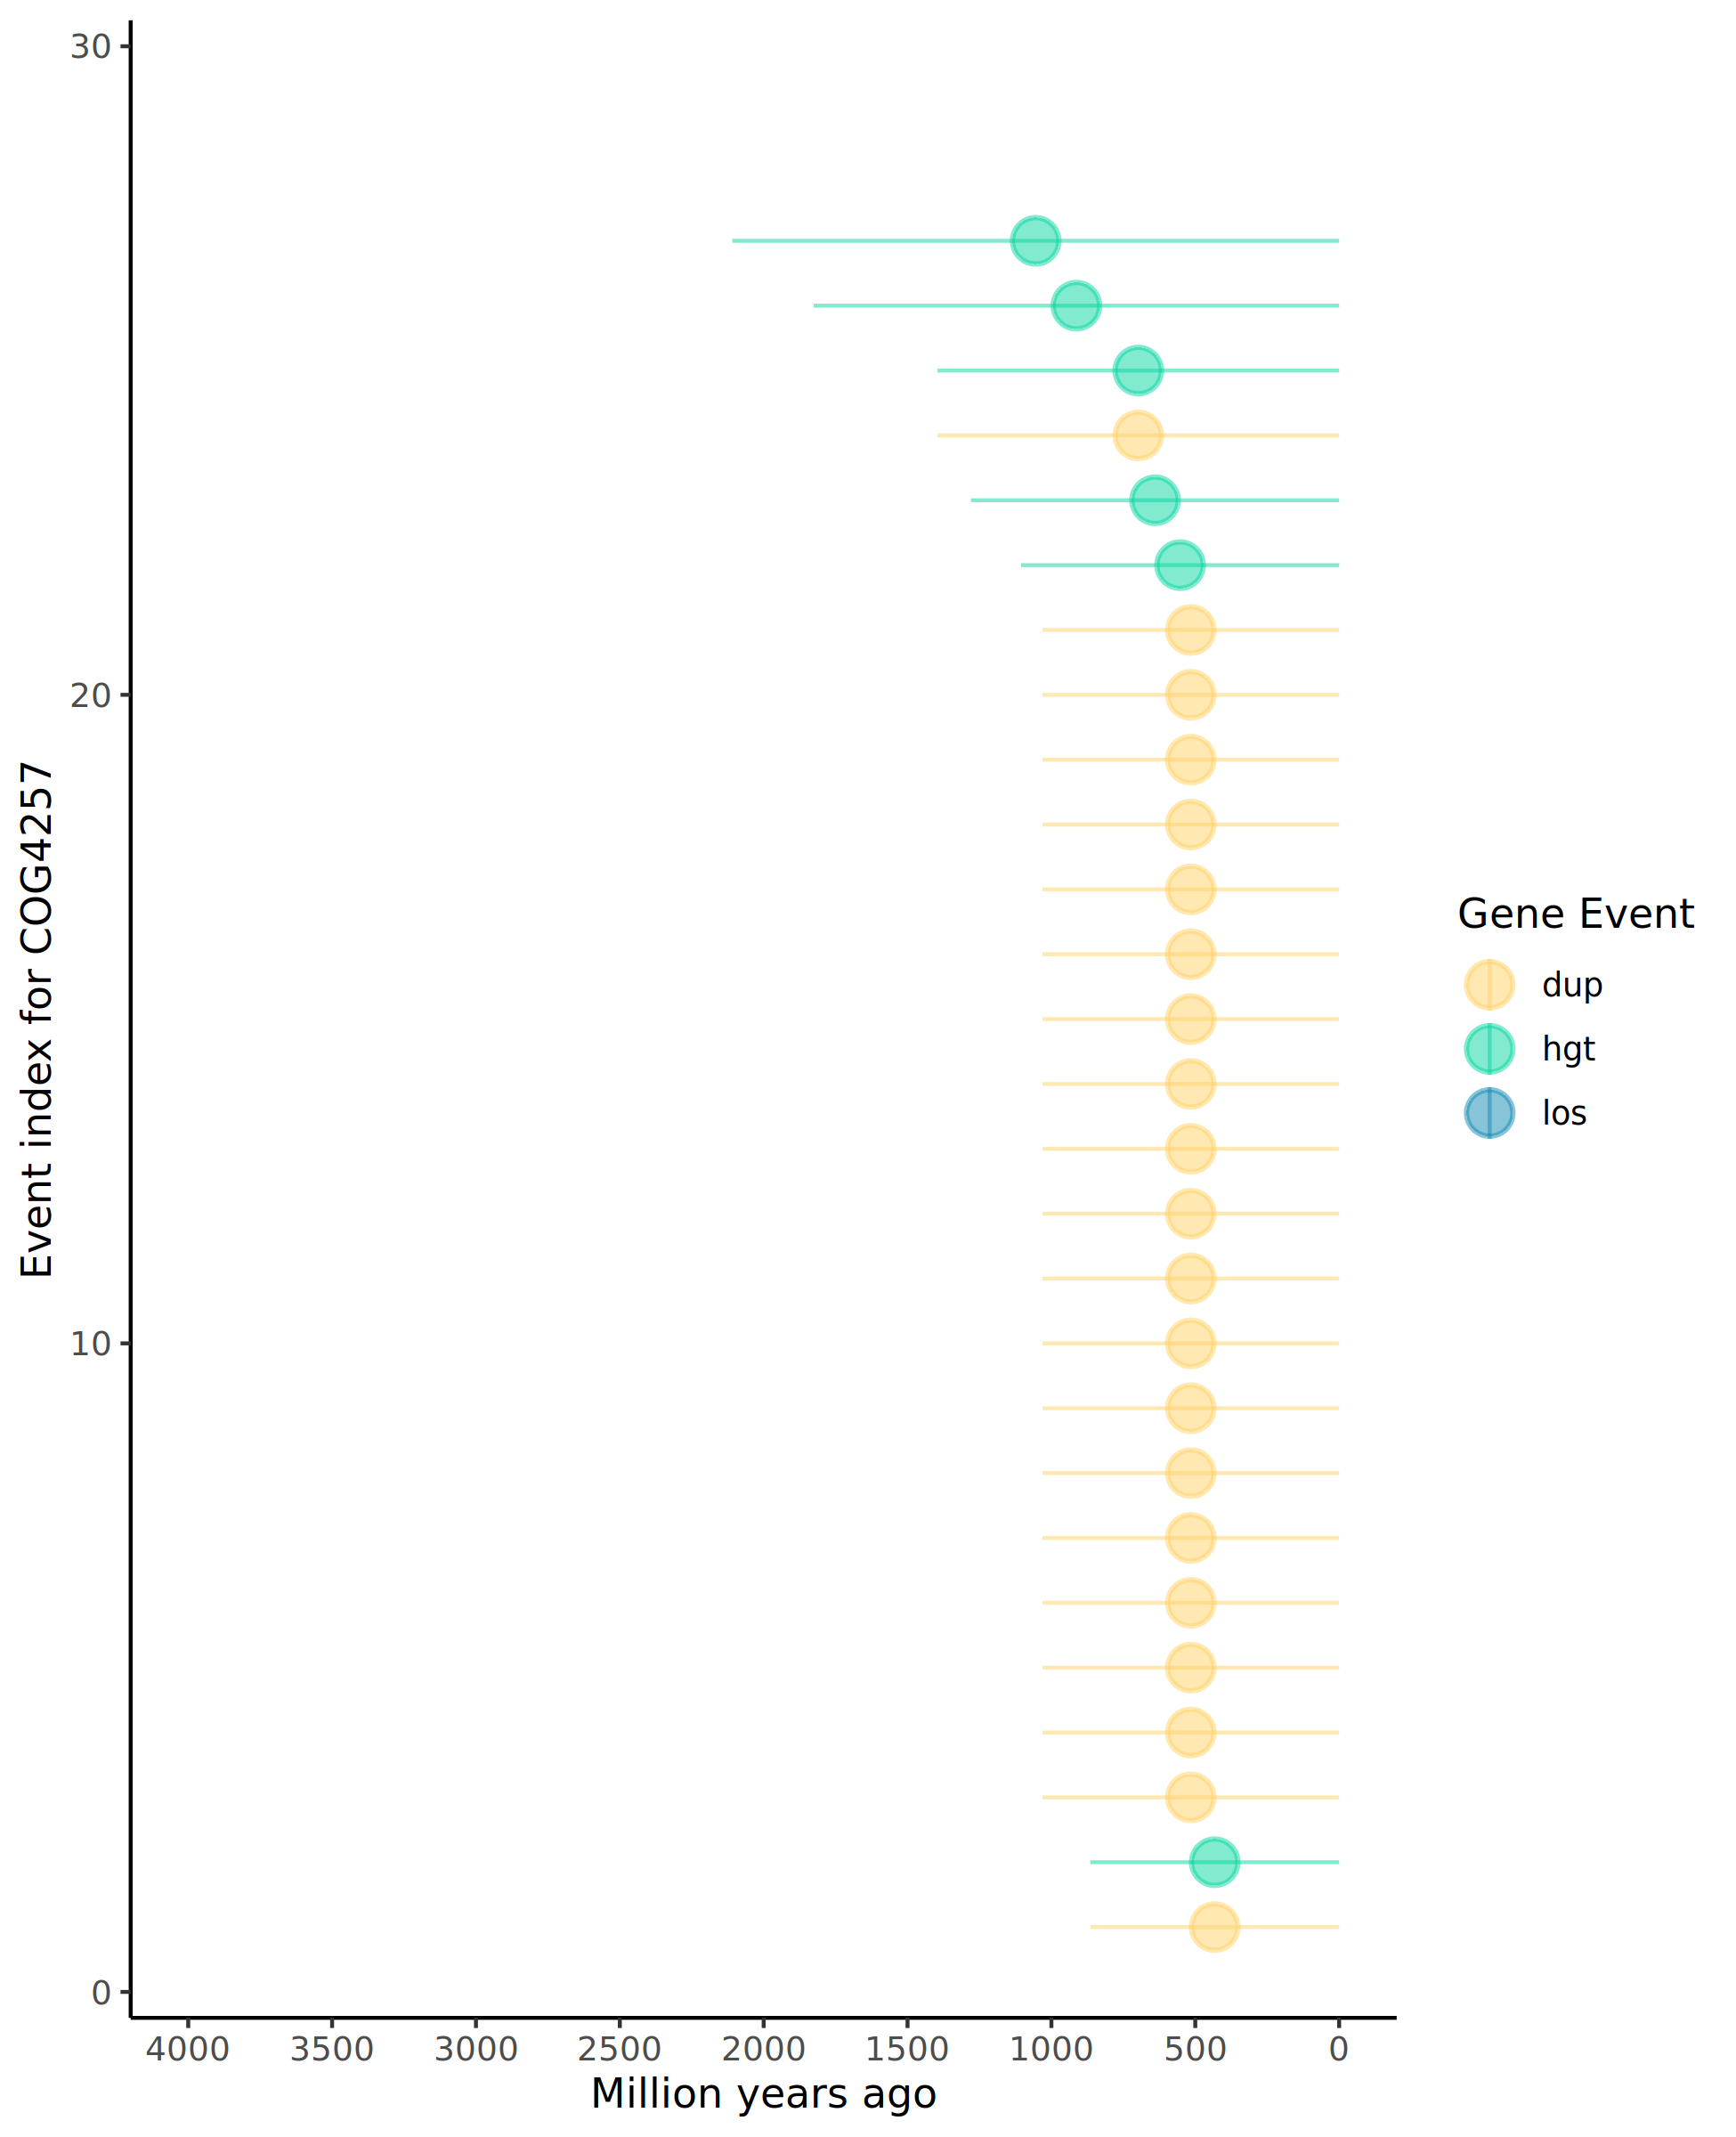 30
20
10
0
Event index for COG4257
4000 3500 3000 2500 2000 1500 1000 500 0
Million years ago
Gene Event
dup
hgt
los